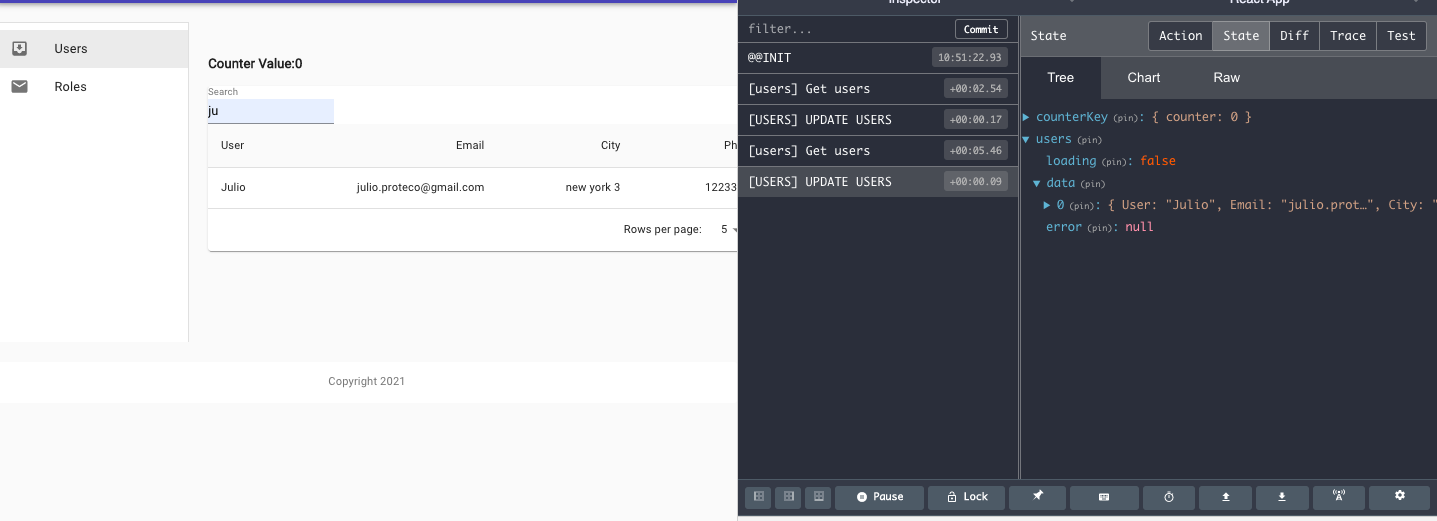 Inspector
React App
Users
Roles
Counter Value:0
Search
ju
User Email City Ph
Julio julio.proteco@gmail.com new york 3 12233
Rows per page: 5
Copyright 2021
filter... Commit
@@INIT 10:51:22.93
[users] Get users +00:02.54
[USERS] UPDATE USERS +00:00.17
[users] Get users +00:05.46
[USERS] UPDATE USERS +00:00.09
State Action State Diff Trace Test
Tree Chart Raw
counterKey (pin): { counter: 0 }
users (pin)
loading (pin): false
data (pin)
0 (pin): { User: "Julio", Email: "julio.prot…", City: "
error (pin): null
Pause Lock